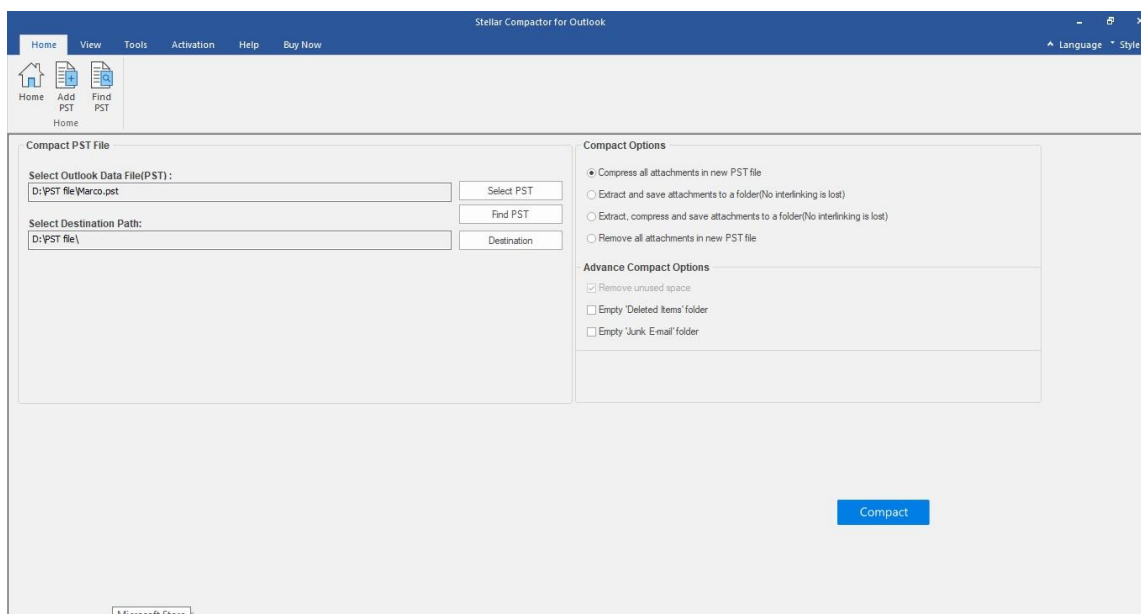 Stellar Compactor for Outlook
Home View Tools Activation Help Buy Now Language Style
Home Add PST Find PST
Home
Compact PST File
Select Outlook Data File(PST) :
D:\PST file\Marco.pst
Select PST
Find PST
Select Destination Path:
D:\PST file\
Destination
Compact Options
Compress all attachments in new PST file
Extract and save attachments to a folder(No interlinking is lost)
Extract, compress and save attachments to a folder(No interlinking is lost)
Remove all attachments in new PST file
Advance Compact Options
Remove unused space
Empty 'Deleted Items' folder
Empty 'Junk E-mail' folder
Compact
Microsoft Store